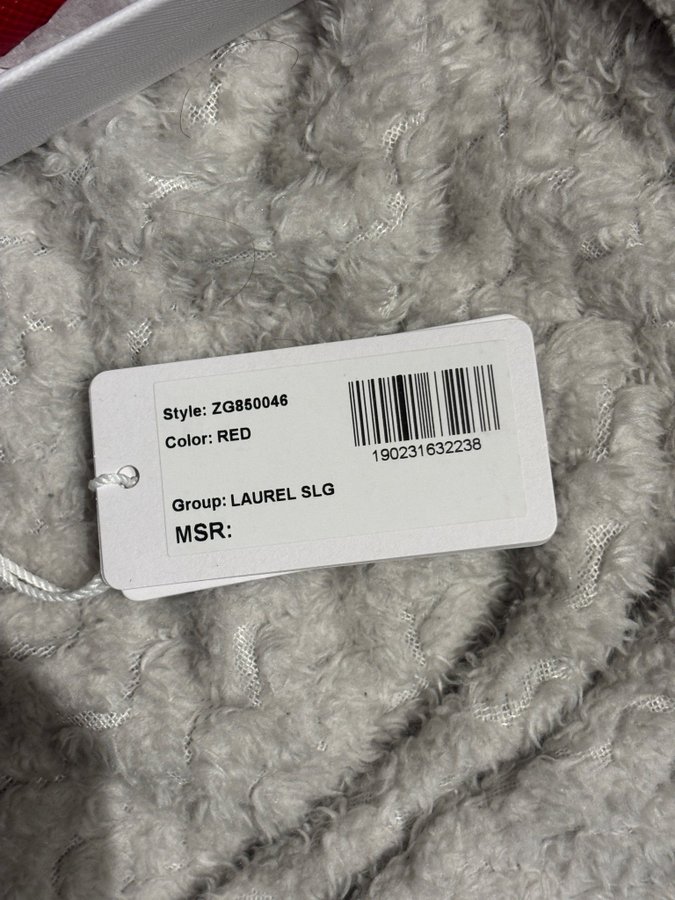 Style: ZG850046
Color: RED
190231632238
Group: LAUREL SLG
MSR: